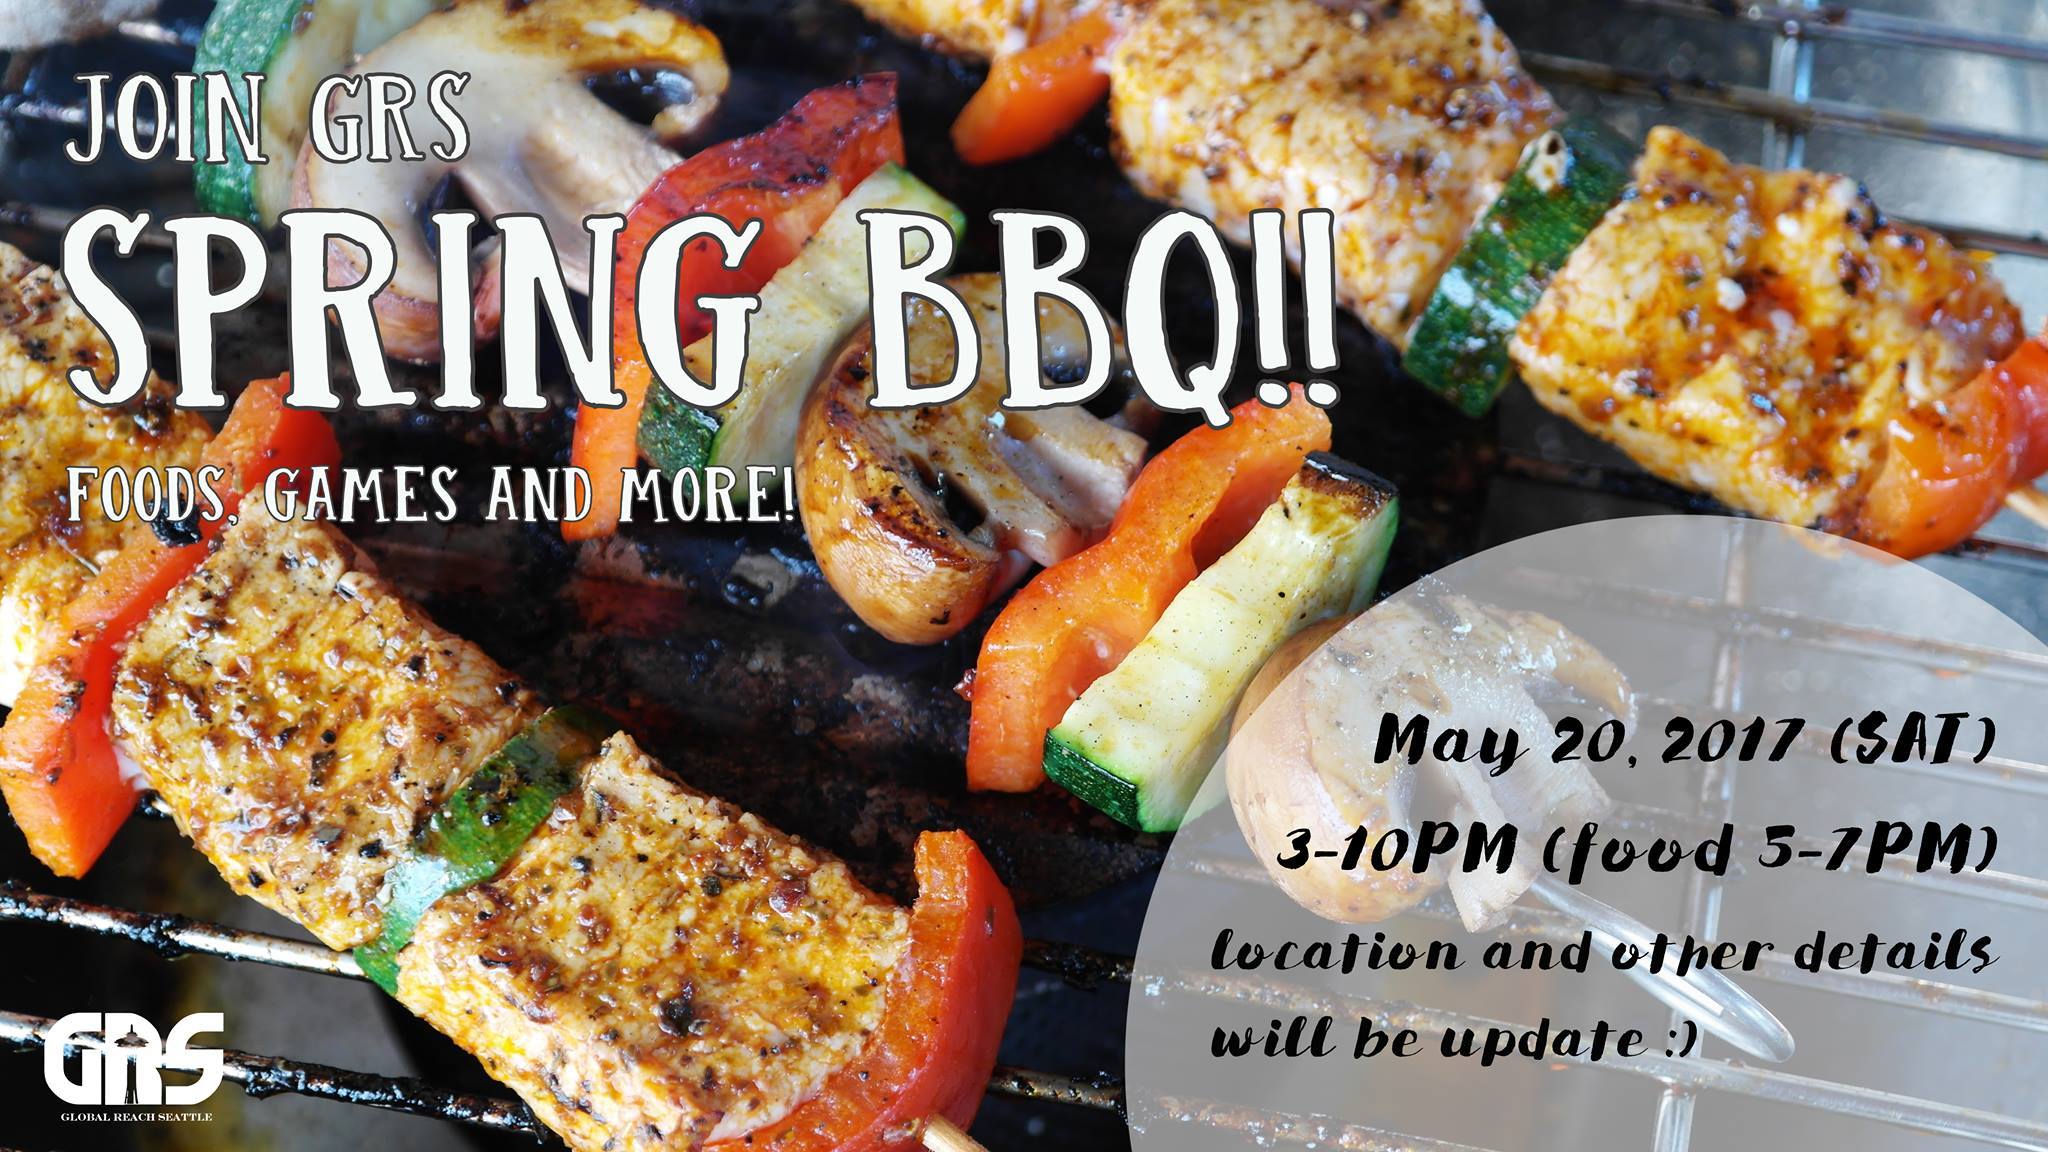 JOIN GRS
SPRING BBQ!!
FOODS, GAMES AND MORE!
May 20, 2017 (SAT)
3-10PM (food 5-7PM)
location and other details
will be update :)
GRS
GLOBAL REACH SEATTLE